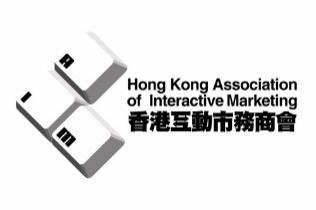 A
I
M
Hong Kong Association
of Interactive Marketing
香港互動市務商會